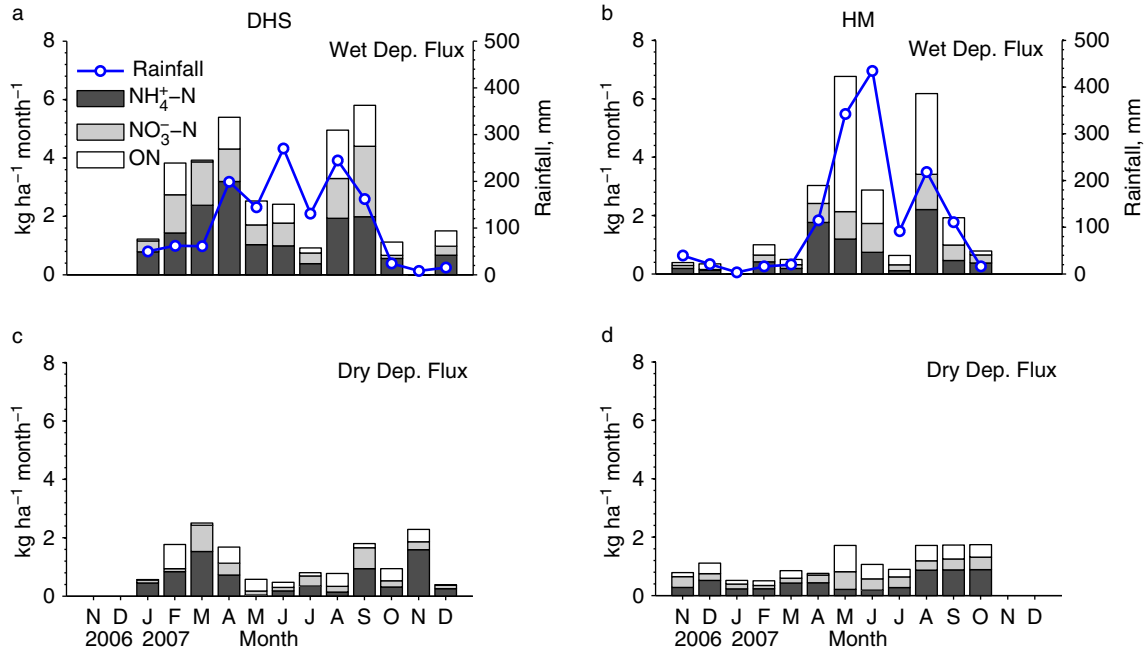 a
DHS
Wet Dep. Flux
8
6
4
2
0
kg ha⁻¹ month⁻¹
Rainfall
NH₄⁺–N
NO₃⁻–N
ON
500
400
300
200
100
0
Rainfall, mm
b
HM
Wet Dep. Flux
8
6
4
2
0
kg ha⁻¹ month⁻¹
500
400
300
200
100
0
Rainfall, mm
c
Dry Dep. Flux
8
6
4
2
0
kg ha⁻¹ month⁻¹
N D J F M A M J J A S O N D
2006 2007 Month
d
Dry Dep. Flux
8
6
4
2
0
kg ha⁻¹ month⁻¹
N D J F M A M J J A S O N D
2006 2007 Month